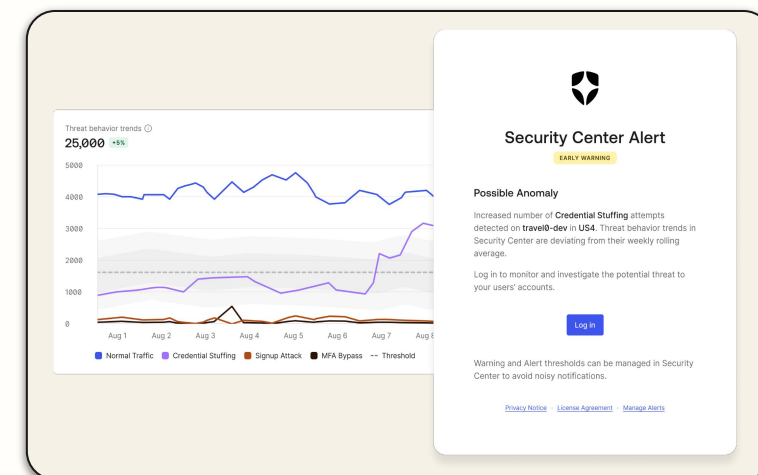 Threat behavior trends
25,000 +5%
5000
4000
3000
2000
1000
0
Aug 1 Aug 2 Aug 3 Aug 4 Aug 5 Aug 6 Aug 7 Aug 8
Normal Traffic Credential Stuffing Signup Attack MFA Bypass Threshold
Security Center Alert
EARLY WARNING
Possible Anomaly
Increased number of Credential Stuffing attempts
detected on travel0-dev in US4. Threat behavior trends in
Security Center are deviating from their weekly rolling
average.
Log in to monitor and investigate the potential threat to
your users' accounts.
Log in
Warning and Alert thresholds can be managed in Security
Center to avoid noisy notifications.
Privacy Notice · License Agreement · Manage Alerts